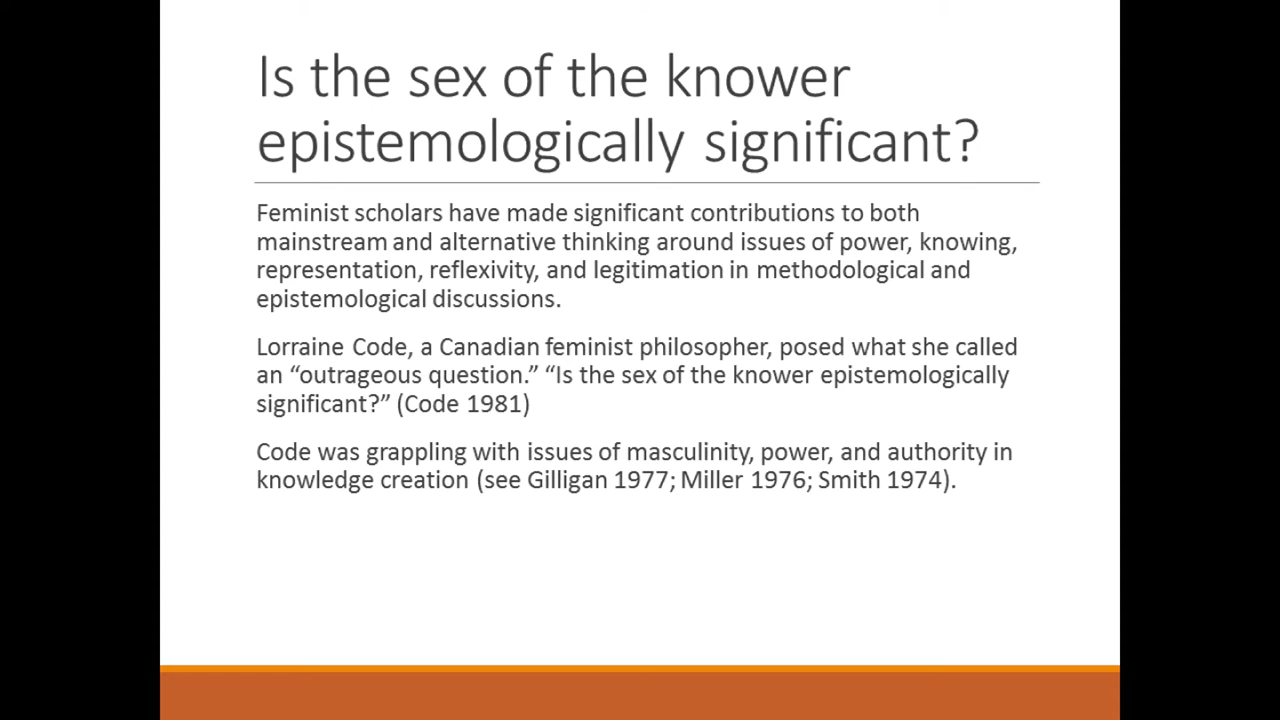 Is the sex of the knower
epistemologically significant?
Feminist scholars have made significant contributions to both
mainstream and alternative thinking around issues of power, knowing,
representation, reflexivity, and legitimation in methodological and
epistemological discussions.
Lorraine Code, a Canadian feminist philosopher, posed what she called
an “outrageous question.” “Is the sex of the knower epistemologically
significant?” (Code 1981)
Code was grappling with issues of masculinity, power, and authority in
knowledge creation (see Gilligan 1977; Miller 1976; Smith 1974).